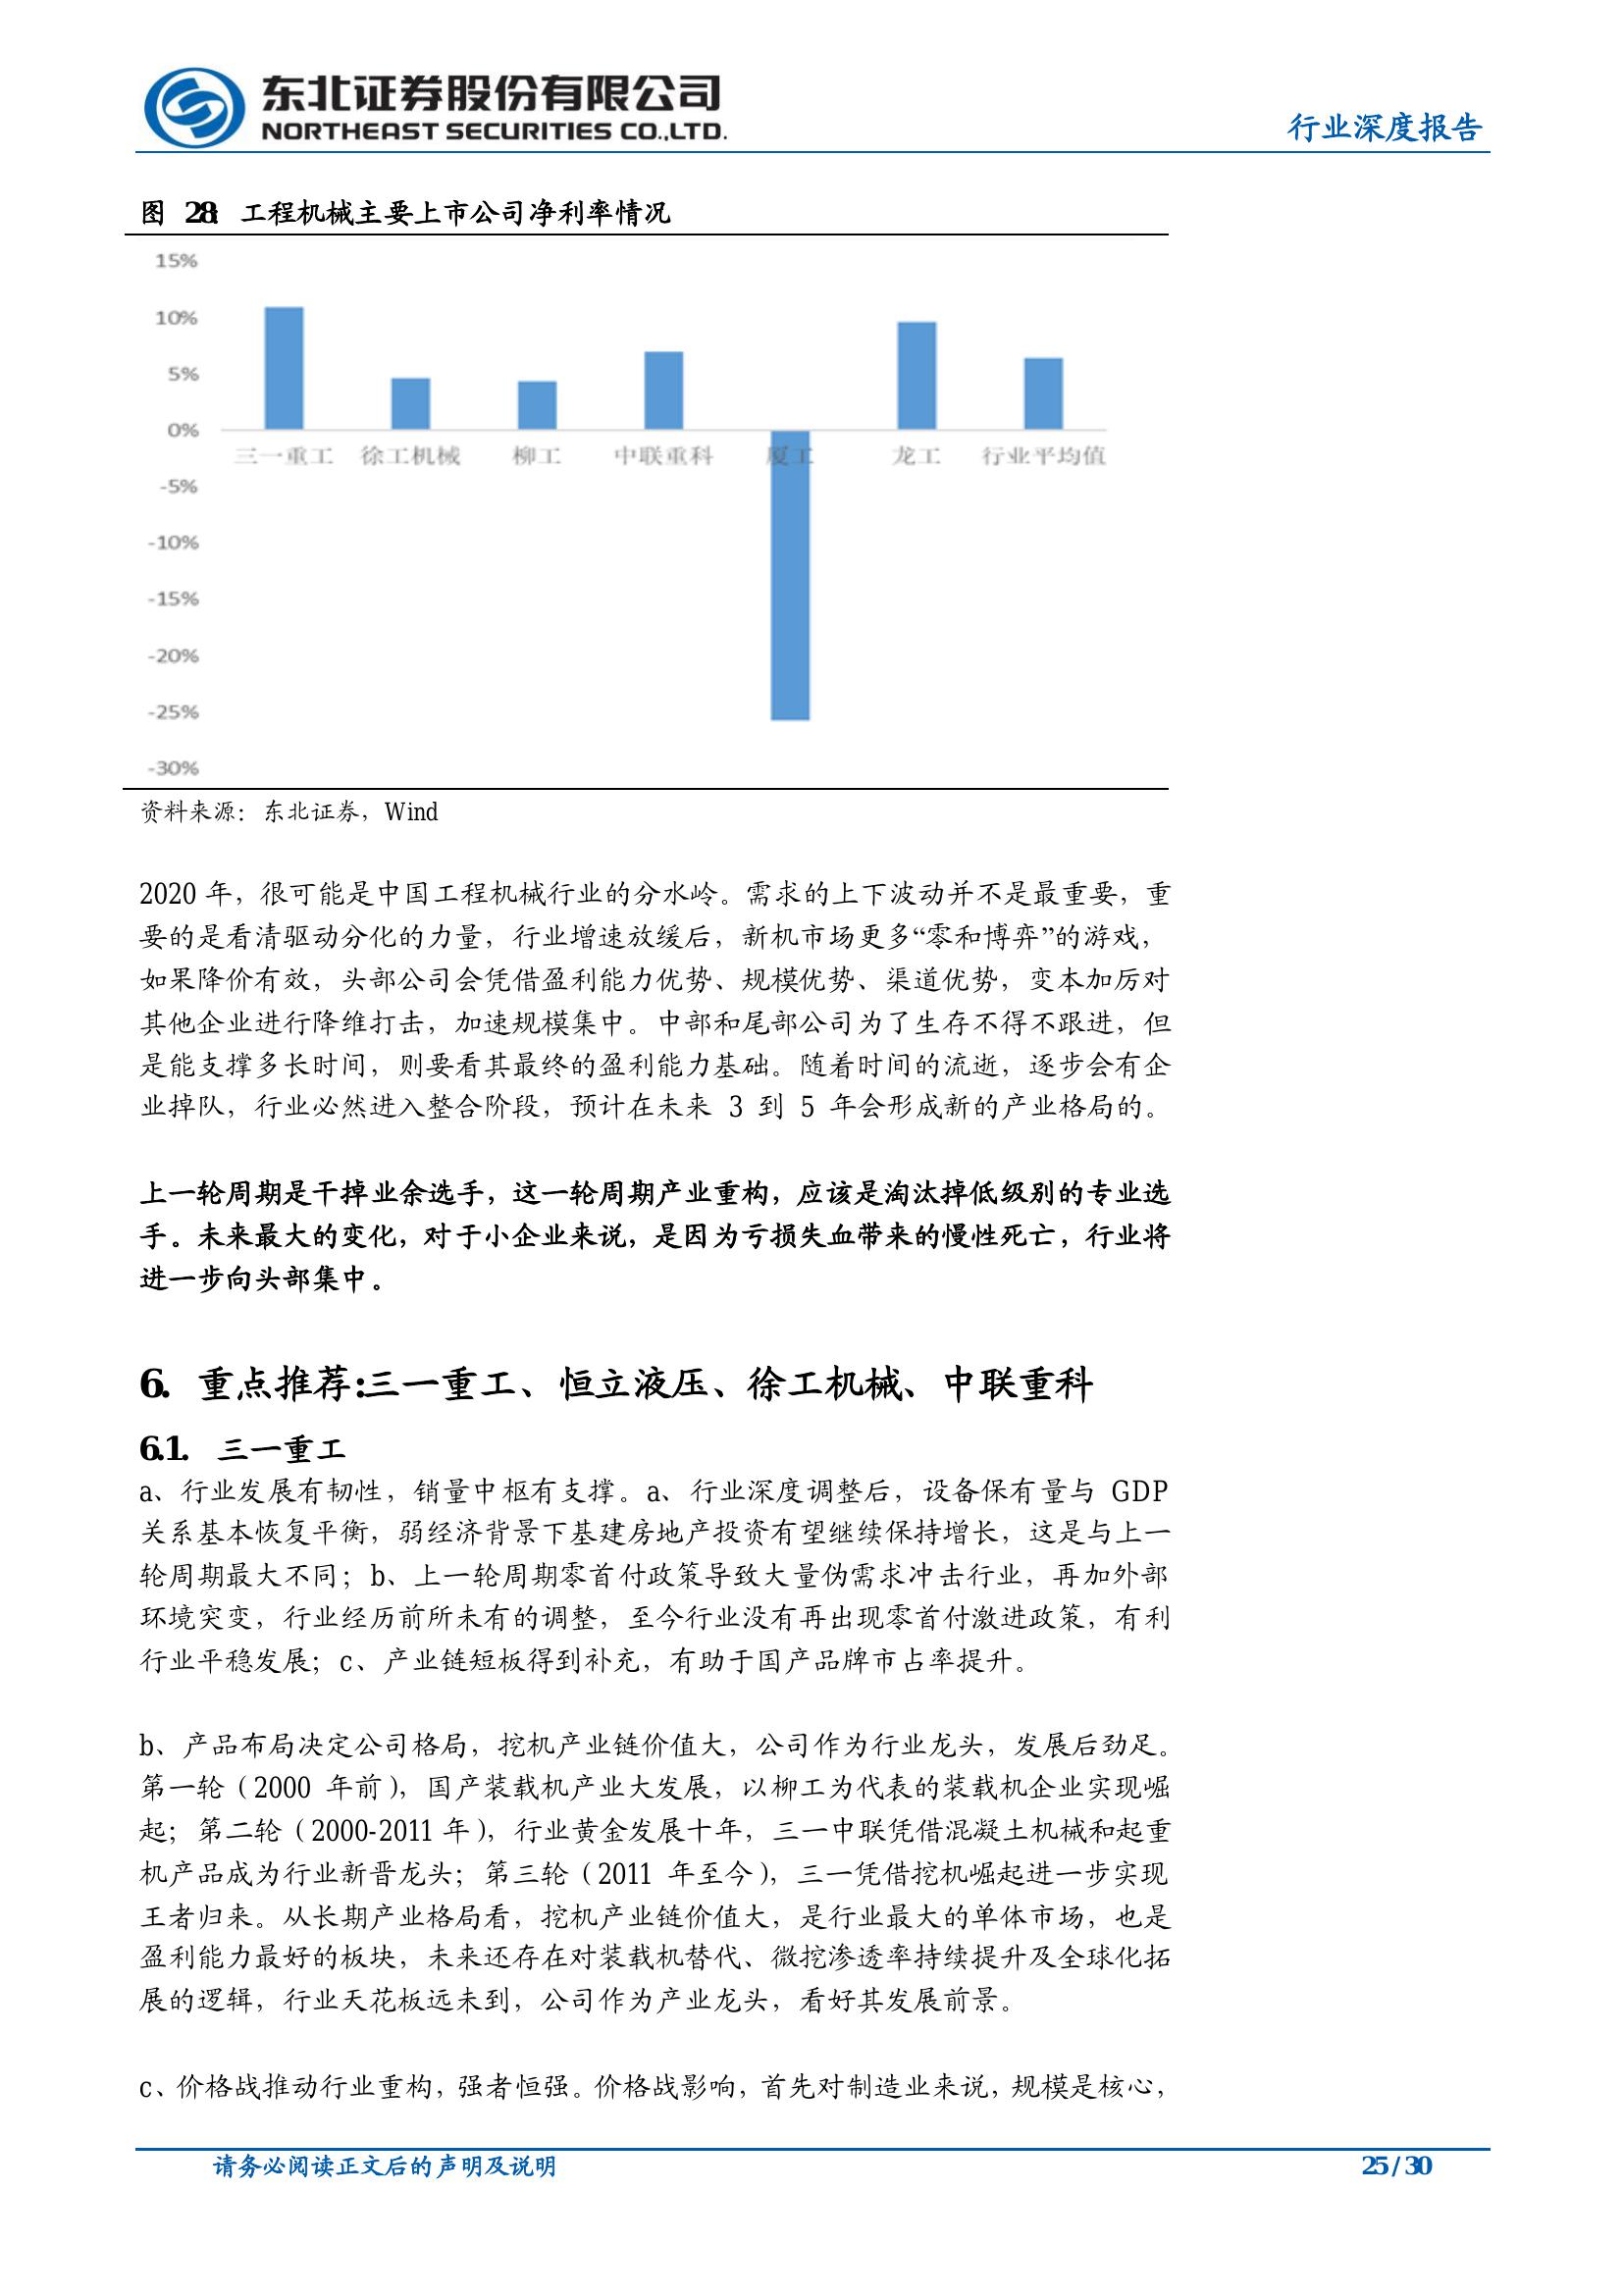 东北证券股份有限公司
NORTHEAST SECURITIES CO.,LTD.
行业深度报告
图 28: 工程机械主要上市公司净利率情况
15%
10%
5%
0%
三一重工 徐工机械 柳工 中联重科 厦工 龙工 行业平均值
-5%
-10%
-15%
-20%
-25%
-30%
资料来源：东北证券，Wind
2020 年，很可能是中国工程机械行业的分水岭。需求的上下波动并不是最重要，重
要的是看清驱动分化的力量，行业增速放缓后，新机市场更多“零和博弈”的游戏，
如果降价有效，头部公司会凭借盈利能力优势、规模优势、渠道优势，变本加厉对
其他企业进行降维打击，加速规模集中。中部和尾部公司为了生存不得不跟进，但
是能支撑多长时间，则要看其最终的盈利能力基础。随着时间的流逝，逐步会有企
业掉队，行业必然进入整合阶段，预计在未来 3 到 5 年会形成新的产业格局的。
上一轮周期是干掉业余选手，这一轮周期产业重构，应该是淘汰掉低级别的专业选
手。未来最大的变化，对于小企业来说，是因为亏损失血带来的慢性死亡，行业将
进一步向头部集中。
6. 重点推荐:三一重工、恒立液压、徐工机械、中联重科
6.1. 三一重工
a、行业发展有韧性，销量中枢有支撑。a、行业深度调整后，设备保有量与 GDP
关系基本恢复平衡，弱经济背景下基建房地产投资有望继续保持增长，这是与上一
轮周期最大不同；b、上一轮周期零首付政策导致大量伪需求冲击行业，再加外部
环境突变，行业经历前所未有的调整，至今行业没有再出现零首付激进政策，有利
行业平稳发展；c、产业链短板得到补充，有助于国产品牌市占率提升。
b、产品布局决定公司格局，挖机产业链价值大，公司作为行业龙头，发展后劲足。
第一轮（2000 年前），国产装载机产业大发展，以柳工为代表的装载机企业实现崛
起；第二轮（2000-2011 年），行业黄金发展十年，三一中联凭借混凝土机械和起重
机产品成为行业新晋龙头；第三轮（2011 年至今），三一凭借挖机崛起进一步实现
王者归来。从长期产业格局看，挖机产业链价值大，是行业最大的单体市场，也是
盈利能力最好的板块，未来还存在对装载机替代、微挖渗透率持续提升及全球化拓
展的逻辑，行业天花板远未到，公司作为产业龙头，看好其发展前景。
c、价格战推动行业重构，强者恒强。价格战影响，首先对制造业来说，规模是核心，
请务必阅读正文后的声明及说明
25 / 30